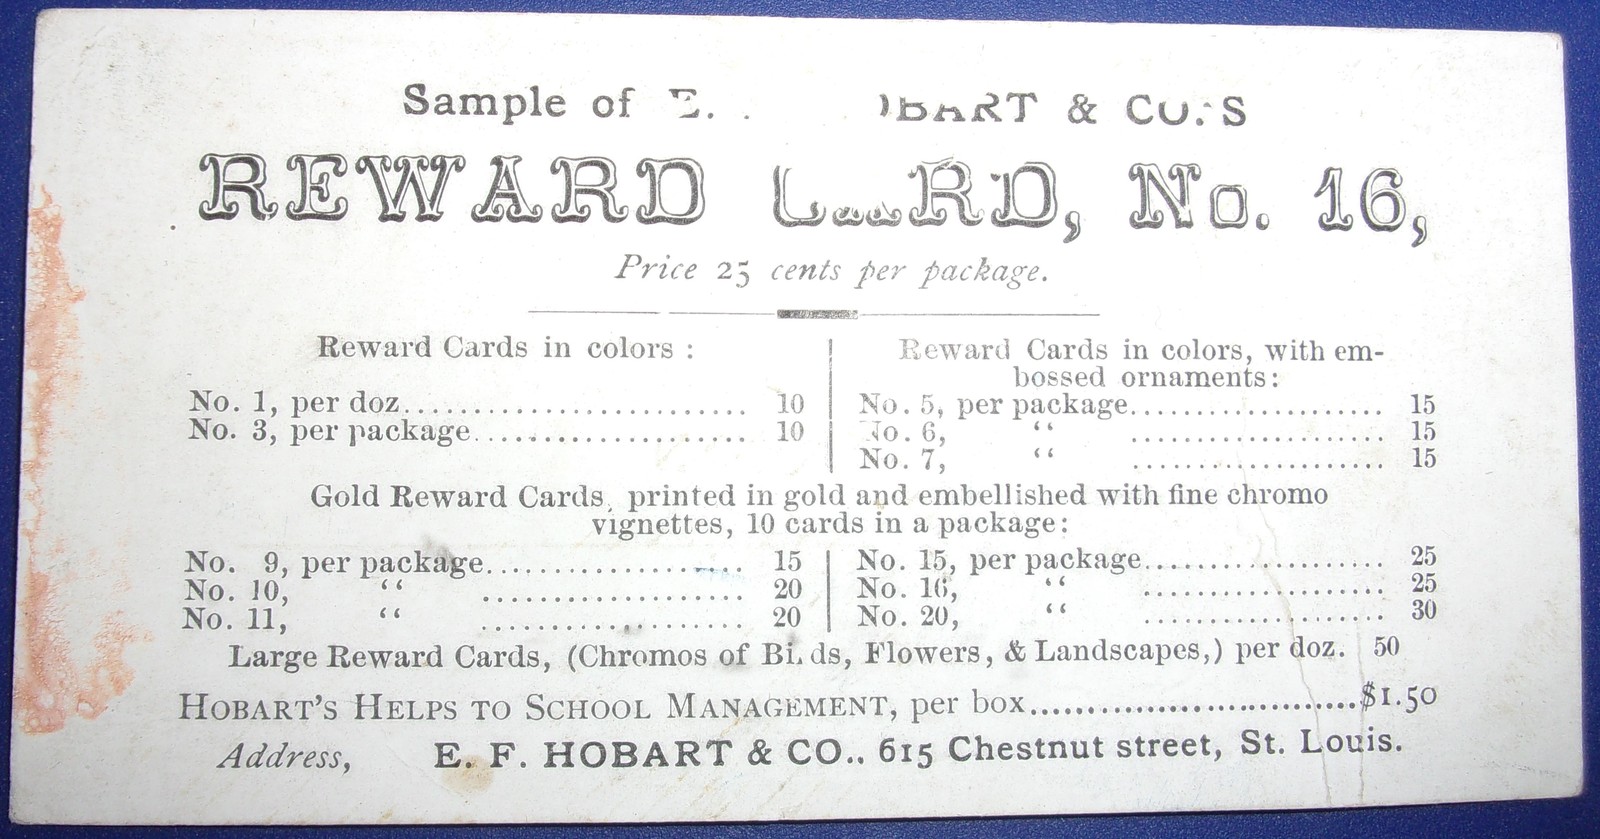 Sample of E. HOBART & CO.'S
REWARD CARD, No. 16,
Price 25 cents per package.
Reward Cards in colors :
No. 1, per doz........................ 10
No. 3, per package.................... 10
Reward Cards in colors, with em-
bossed ornaments:
No. 5, per package.................... 15
No. 6, “ .................... 15
No. 7, “ .................... 15
Gold Reward Cards, printed in gold and embellished with fine chromo
vignettes, 10 cards in a package:
No. 9, per package.................... 15
No. 10, “ .................... 20
No. 11, “ .................... 20
No. 15, per package.................... 25
No. 16, “ .................... 25
No. 20, “ .................... 30
Large Reward Cards, (Chromos of Birds, Flowers, & Landscapes,) per doz. 50
HOBART'S HELPS TO SCHOOL MANAGEMENT, per box............................$1.50
Address, E. F. HOBART & CO., 615 Chestnut street, St. Louis.